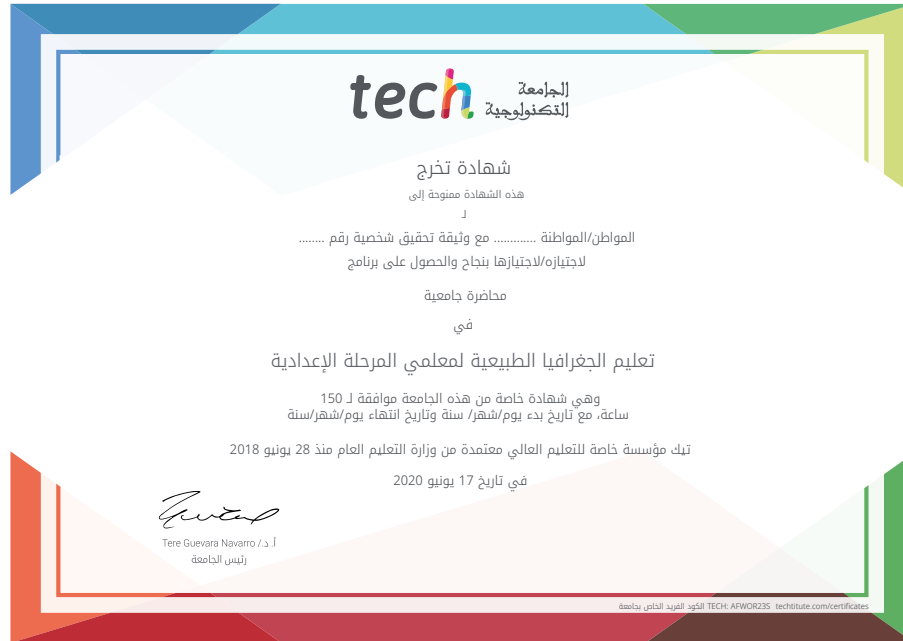 tech الجامعة
التكنولوجية
شهادة تخرج
هذه الشهادة ممنوحة إلى
لـ
المواطن/المواطنة ............. مع وثيقة تحقيق شخصية رقم ........
لاجتيازه/لاجتيازها بنجاح والحصول على برنامج
محاضرة جامعية
في
تعليم الجغرافيا الطبيعية لمعلمي المرحلة الإعدادية
وهي شهادة خاصة من هذه الجامعة موافقة لـ 150
ساعة، مع تاريخ بدء يوم/شهر/ سنة وتاريخ انتهاء يوم/شهر/سنة
تيك مؤسسة خاصة للتعليم العالي معتمدة من وزارة التعليم العام منذ 28 يونيو 2018
في تاريخ 17 يونيو 2020
أ. د./ Tere Guevara Navarro
رئيس الجامعة
الكود الفريد الخاص بجامعة TECH: AFWOR23S techtitute.com/certificates